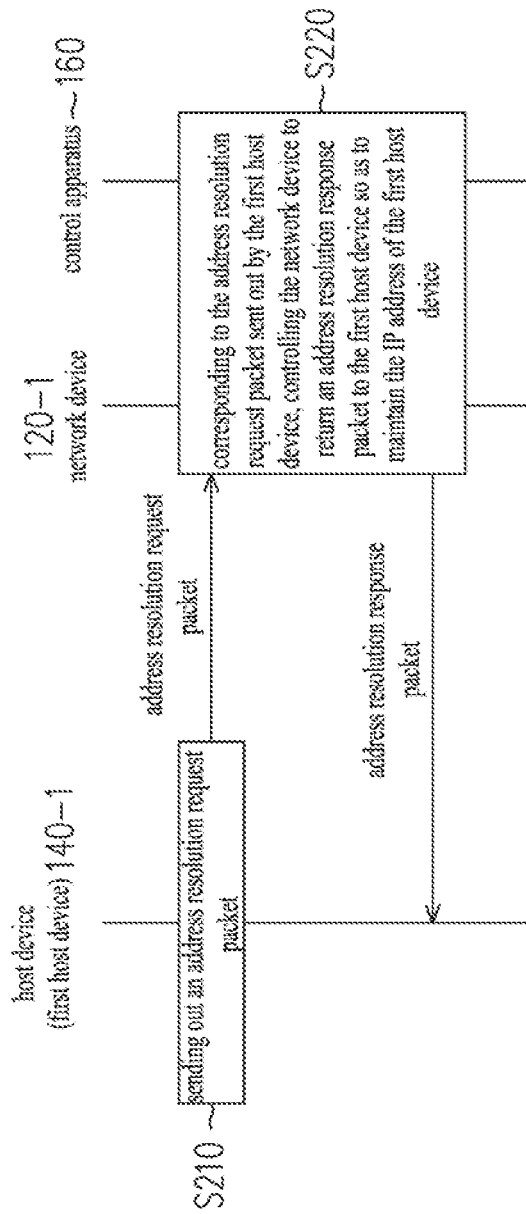 host device
(first host device) 140-1
120-1
network device
control apparatus ~ 160
S210 ~
sending out an address resolution request
packet
address resolution request
packet
corresponding to the address resolution
request packet sent out by the first host
device, controlling the network device to
return an address resolution response
packet to the first host device so as to
maintain the IP address of the first host
device
~ S220
address resolution response
packet